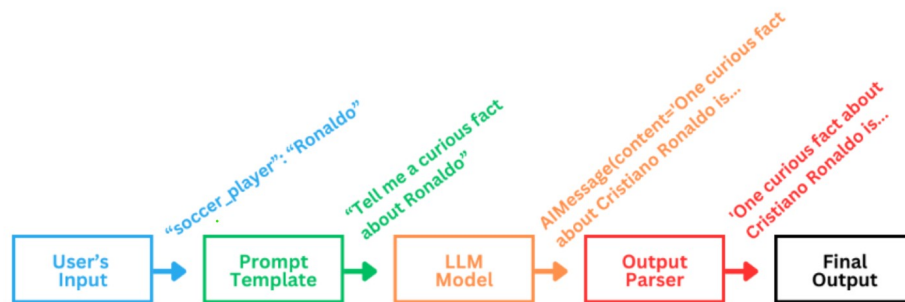 “soccer_player”: “Ronaldo”
“Tell me a curious fact
about Ronaldo”
AIMessage(content='One curious fact
about Cristiano Ronaldo is...
'One curious fact about
Cristiano Ronaldo is...
User's
Input
Prompt
Template
LLM
Model
Output
Parser
Final
Output